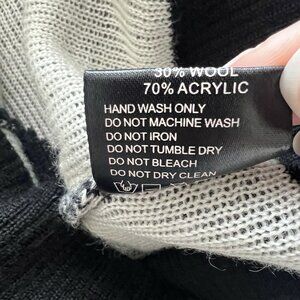 30% WOOL
70% ACRYLIC
HAND WASH ONLY
DO NOT MACHINE WASH
DO NOT IRON
DO NOT TUMBLE DRY
DO NOT BLEACH
DO NOT DRY CLEAN